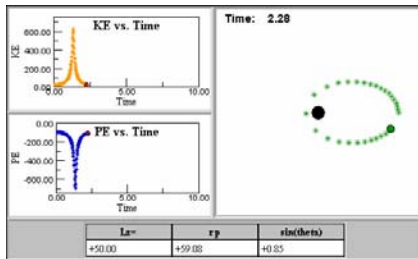 KE vs. Time
KE
600.00
400.00
200.00
0.00
0.00 5.00 10.00
Time
Time: 2.28
PE vs. Time
PE
0.00
-200.00
-400.00
-600.00
0.00 5.00 10.00
Time
Lz= rp sin(theta)
+50.00 +59.08 +0.85